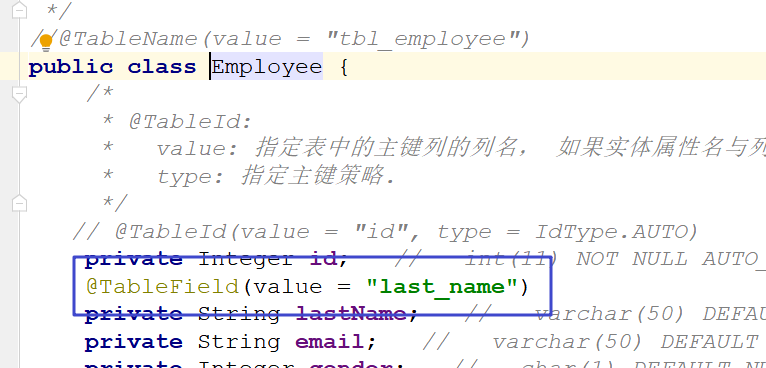 */
//@TableName(value = "tbl_employee")
public class Employee {
/*
* @TableId:
* value: 指定表中的主键列的列名， 如果实体属性名与列
* type: 指定主键策略.
*/
// @TableId(value = "id", type = IdType.AUTO)
private Integer id; // int(11) NOT NULL AUTO_
@TableField(value = "last_name")
private String lastName; // varchar(50) DEFAU
private String email; // varchar(50) DEFAULT
private Integer gender; // char(1) DEFAULT NU